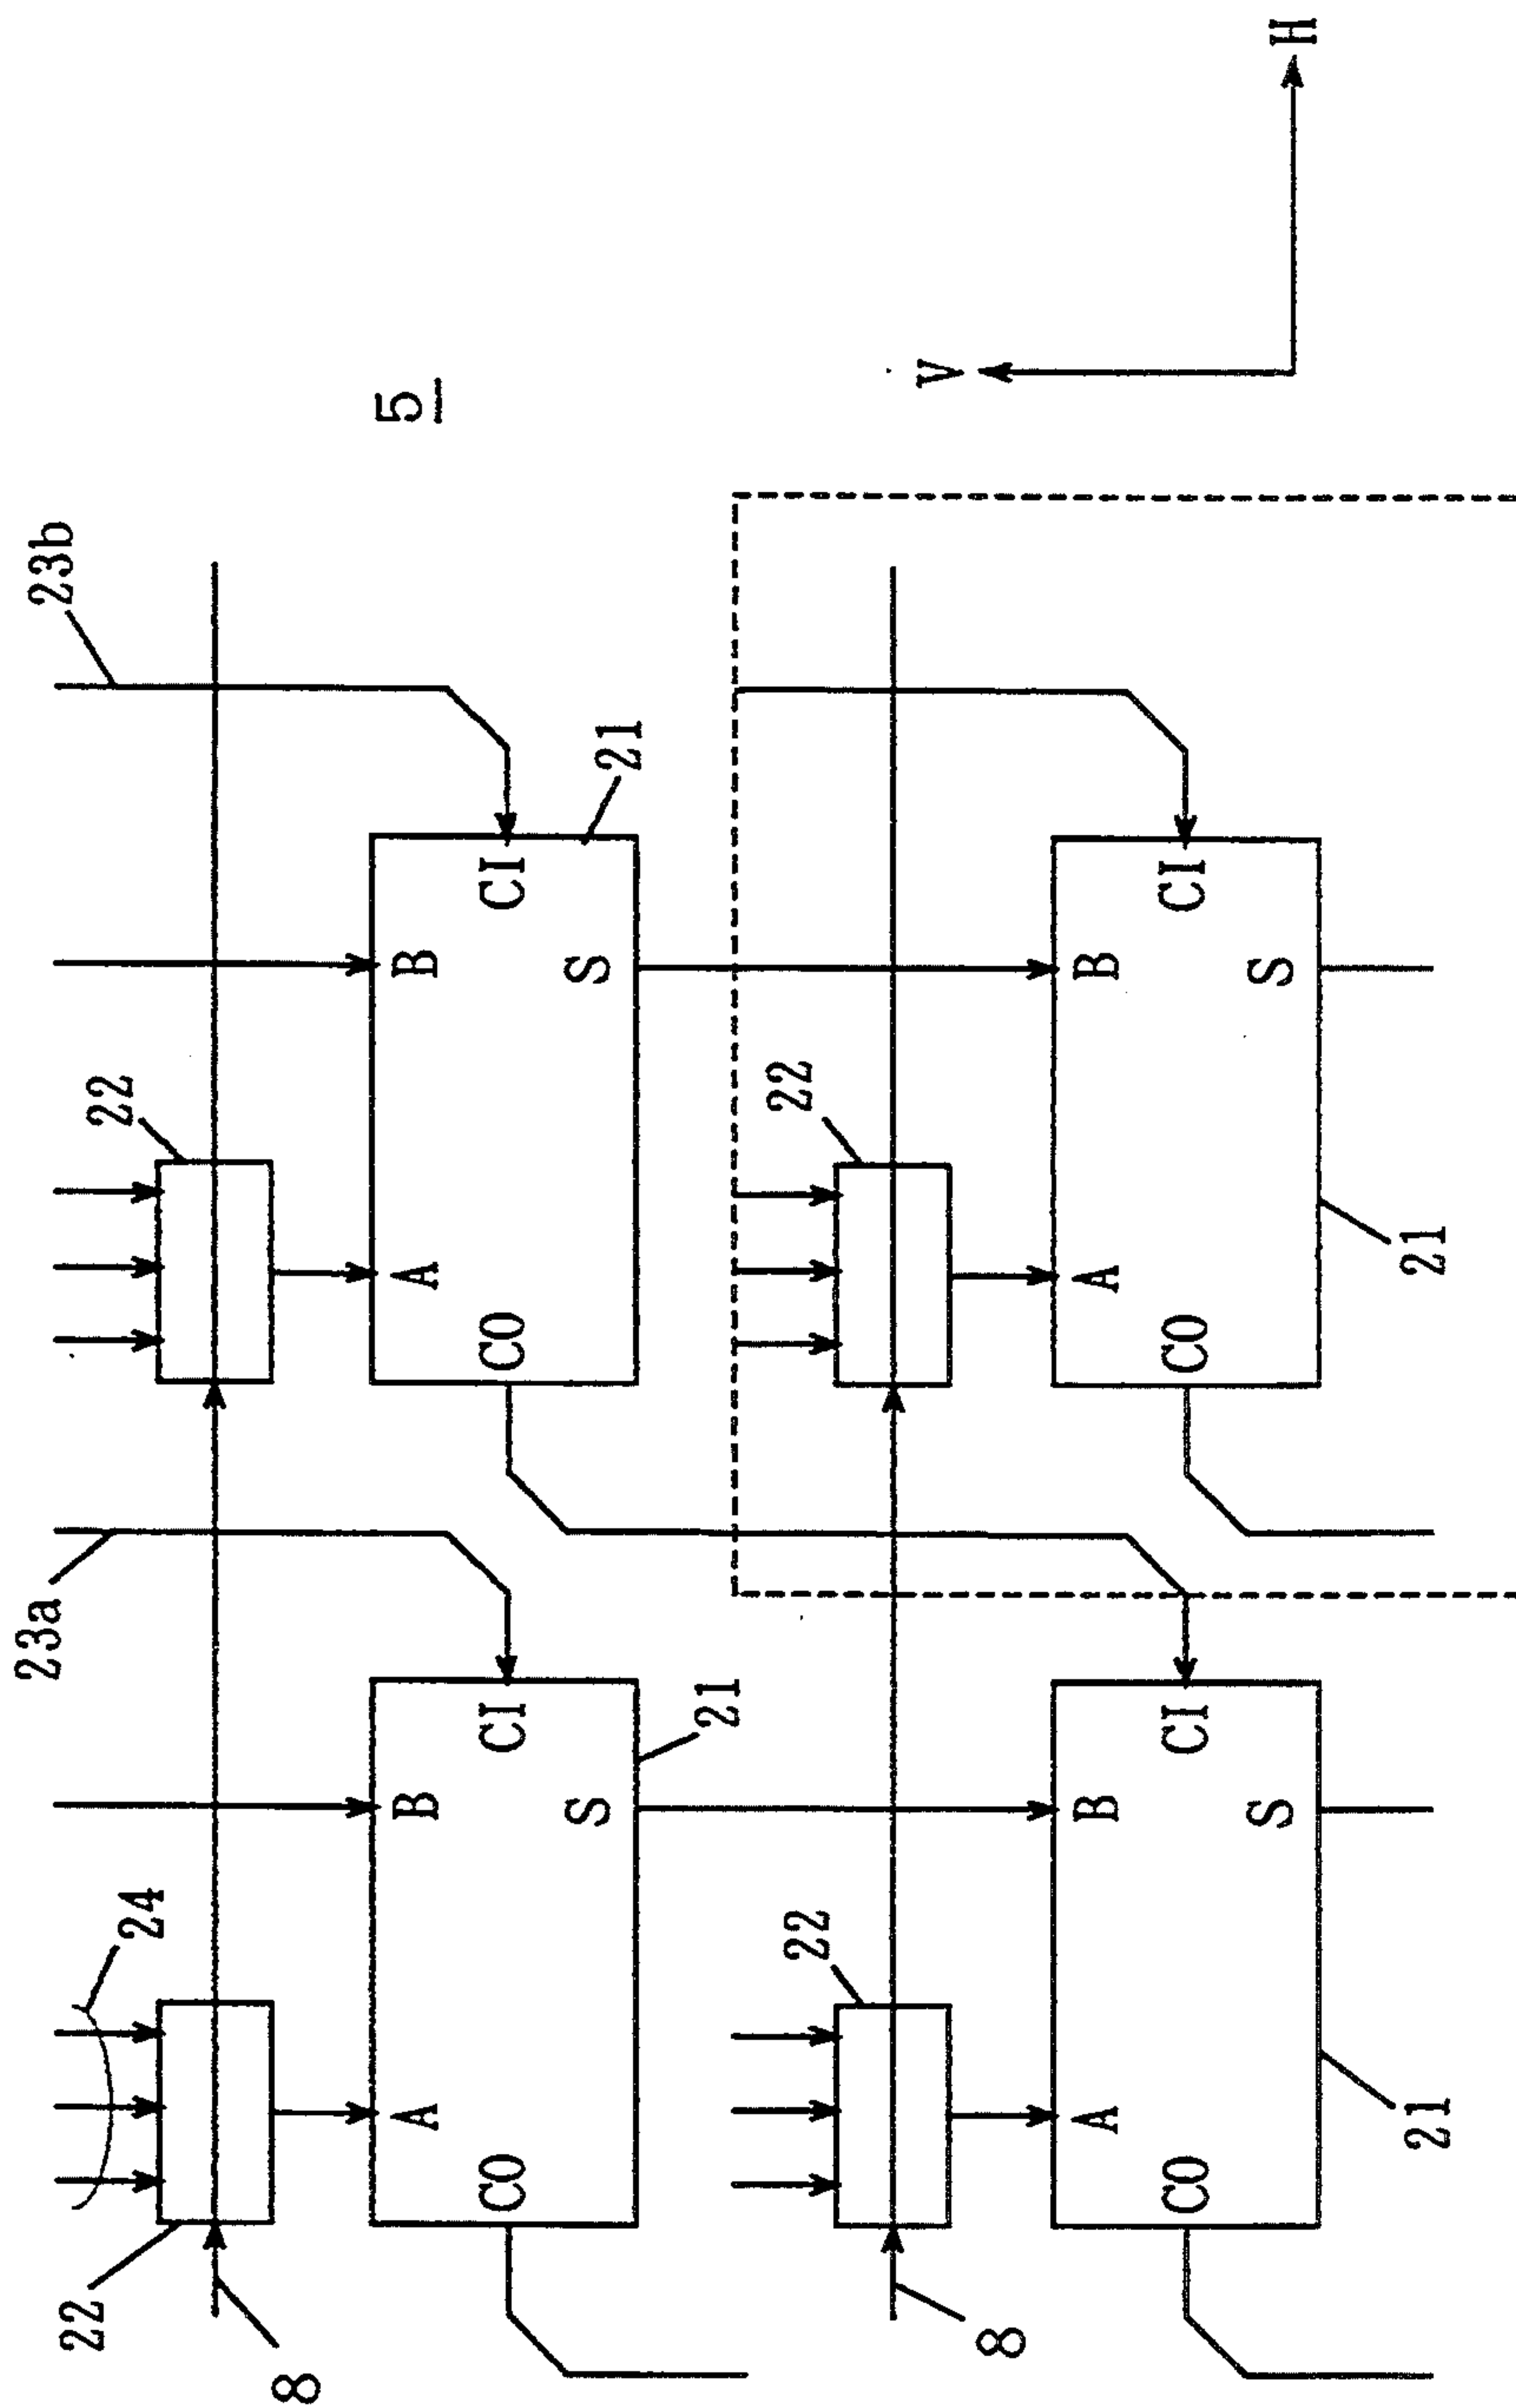 23a 23b
22 24 22
8
5
A B A B
CO CI CO CI
S S 21
21
22 22
V
8
A B A B
CO CI CO CI
S S
H
21 21